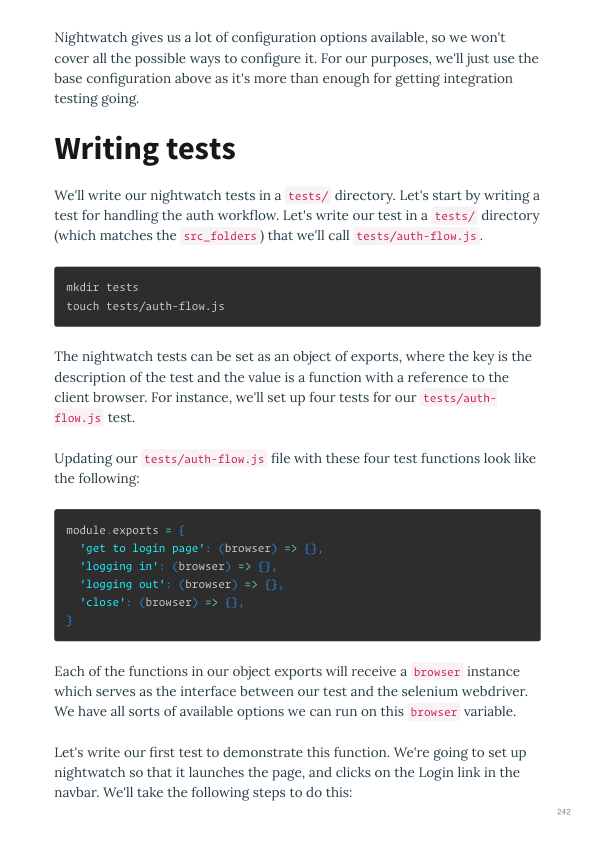 Nightwatch gives us a lot of configuration options available, so we won't
cover all the possible ways to configure it. For our purposes, we'll just use the
base configuration above as it's more than enough for getting integration
testing going.
Writing tests
We'll write our nightwatch tests in a tests/ directory. Let's start by writing a
test for handling the auth workflow. Let's write our test in a tests/ directory
(which matches the src_folders) that we'll call tests/auth-flow.js.
mkdir tests
touch tests/auth-flow.js
The nightwatch tests can be set as an object of exports, where the key is the
description of the test and the value is a function with a reference to the
client browser. For instance, we'll set up four tests for our tests/auth-
flow.js test.
Updating our tests/auth-flow.js file with these four test functions look like
the following:
module.exports = {
  'get to login page': (browser) => {},
  'logging in': (browser) => {},
  'logging out': (browser) => {},
  'close': (browser) => {},
}
Each of the functions in our object exports will receive a browser instance
which serves as the interface between our test and the selenium webdriver.
We have all sorts of available options we can run on this browser variable.
Let's write our first test to demonstrate this function. We're going to set up
nightwatch so that it launches the page, and clicks on the Login link in the
navbar. We'll take the following steps to do this:
242